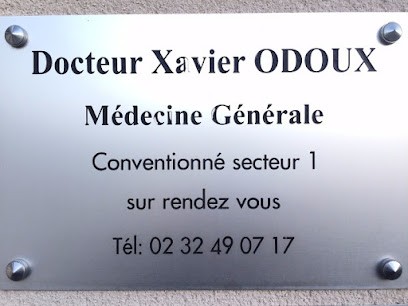 Docteur Xavier ODOUX
Médecine Générale
Conventionné secteur 1
sur rendez vous
Tél: 02 32 49 07 17